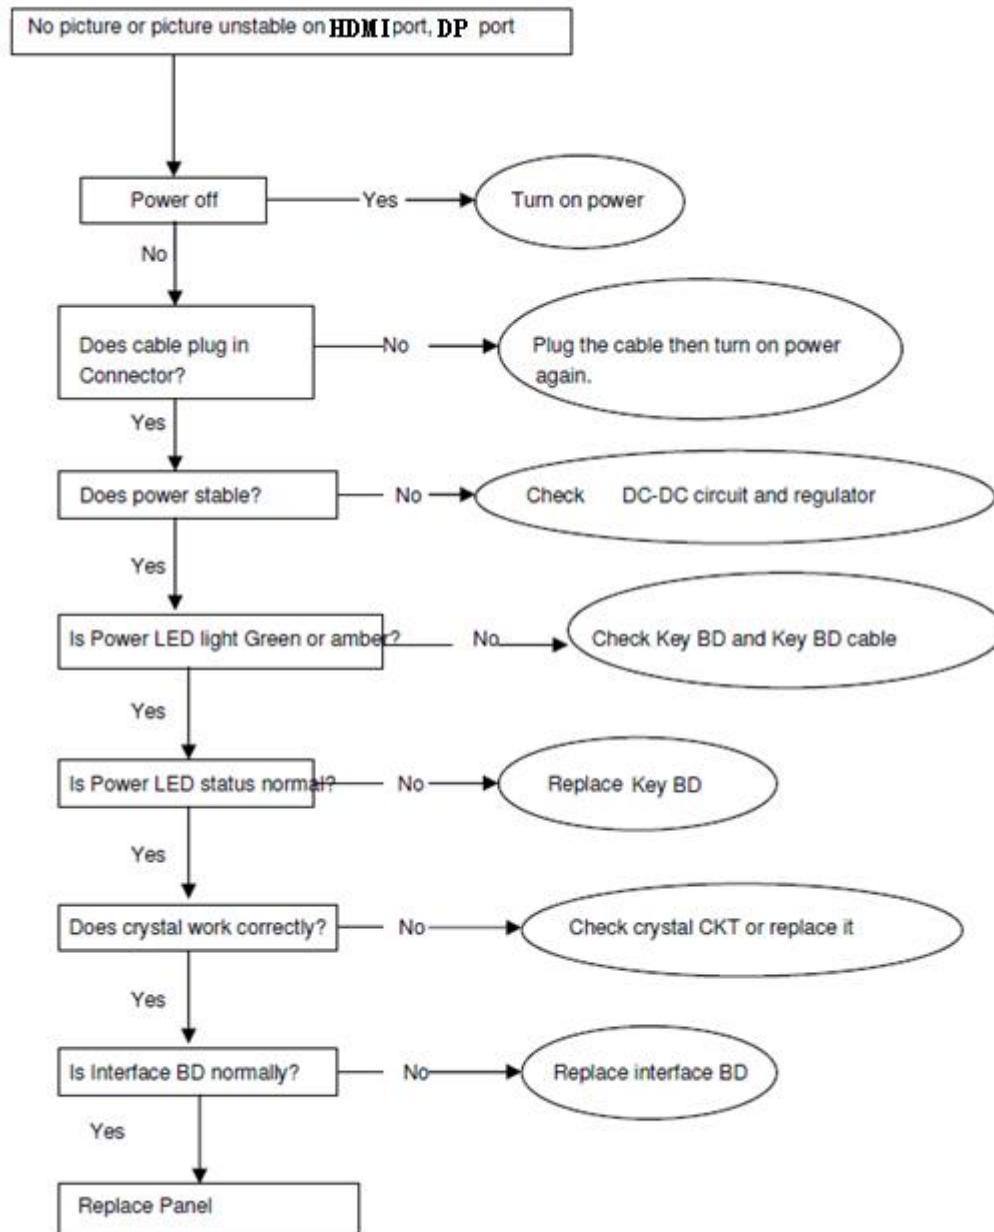 No picture or picture unstable on HDMI port, DP port
Power off
Yes
Turn on power
No
Does cable plug in
Connector?
No
Plug the cable then turn on power
again.
Yes
Does power stable?
No
Check DC-DC circuit and regulator
Yes
Is Power LED light Green or amber?
No
Check Key BD and Key BD cable
Yes
Is Power LED status normal?
No
Replace Key BD
Yes
Does crystal work correctly?
No
Check crystal CKT or replace it
Yes
Is Interface BD normally?
No
Replace interface BD
Yes
Replace Panel